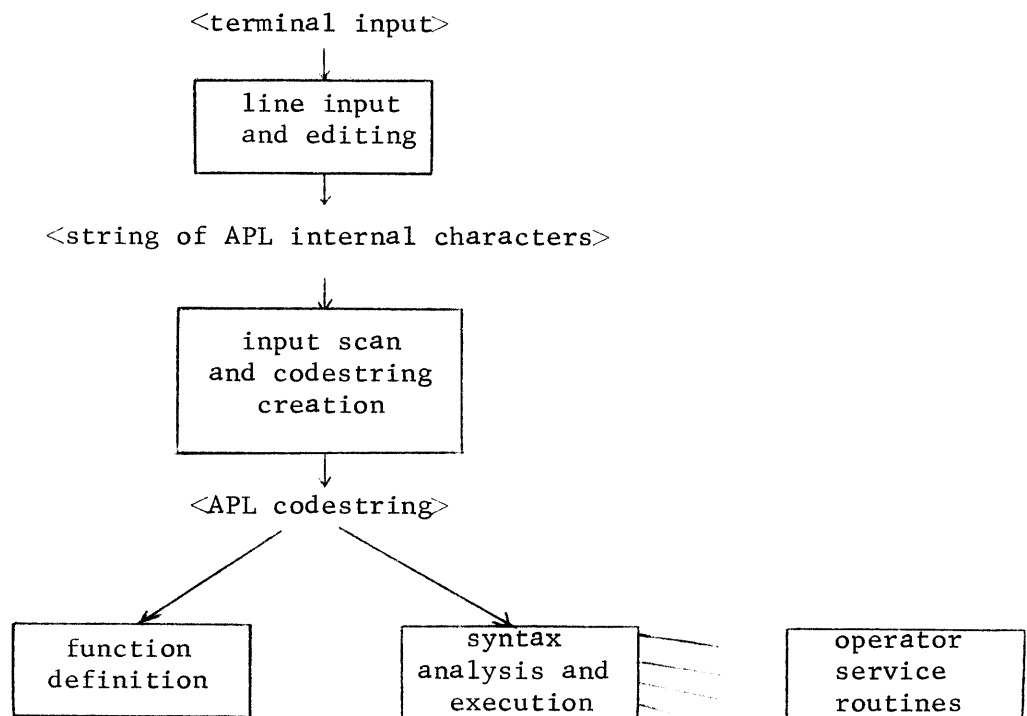 <terminal input>
line input
and editing
<string of APL internal characters>
input scan
and codestring
creation
<APL codestring>
function
definition
syntax
analysis and
execution
operator
service
routines